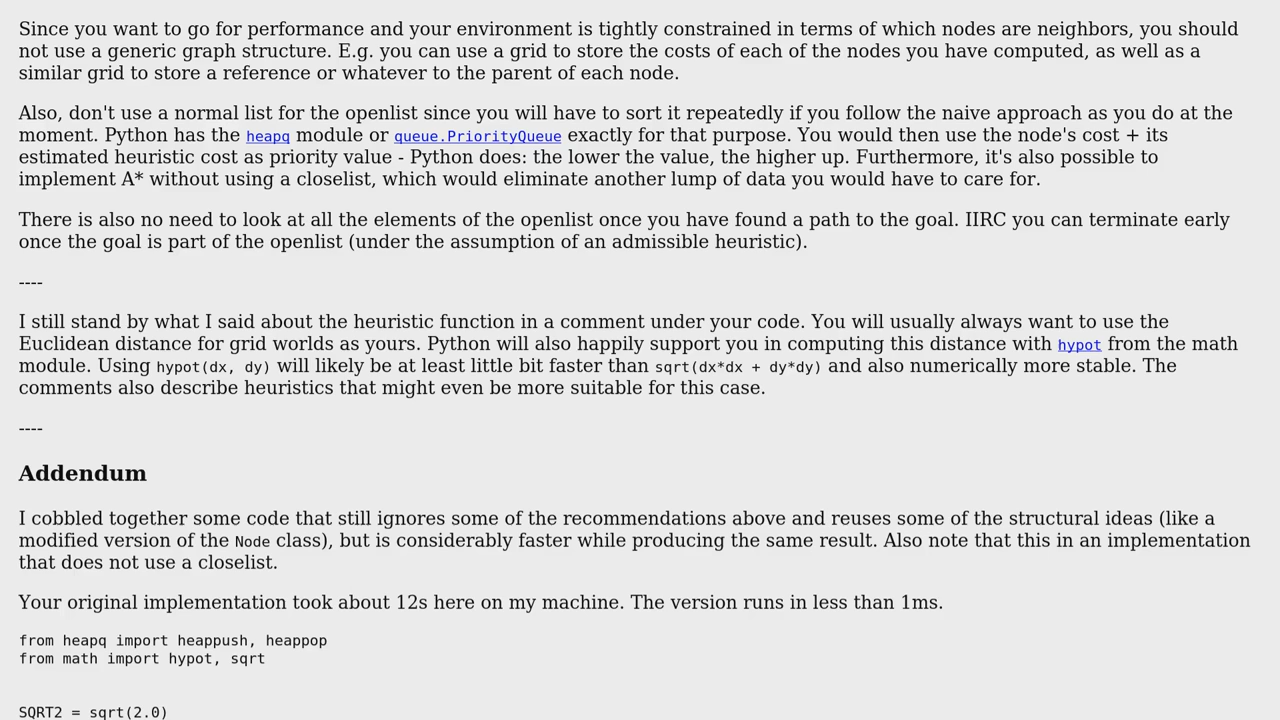 Since you want to go for performance and your environment is tightly constrained in terms of which nodes are neighbors, you should
not use a generic graph structure. E.g. you can use a grid to store the costs of each of the nodes you have computed, as well as a
similar grid to store a reference or whatever to the parent of each node.
Also, don't use a normal list for the openlist since you will have to sort it repeatedly if you follow the naive approach as you do at the
moment. Python has the heapq module or queue.PriorityQueue exactly for that purpose. You would then use the node's cost + its
estimated heuristic cost as priority value - Python does: the lower the value, the higher up. Furthermore, it's also possible to
implement A* without using a closelist, which would eliminate another lump of data you would have to care for.
There is also no need to look at all the elements of the openlist once you have found a path to the goal. IIRC you can terminate early
once the goal is part of the openlist (under the assumption of an admissible heuristic).
----
I still stand by what I said about the heuristic function in a comment under your code. You will usually always want to use the
Euclidean distance for grid worlds as yours. Python will also happily support you in computing this distance with hypot from the math
module. Using hypot(dx, dy) will likely be at least little bit faster than sqrt(dx*dx + dy*dy) and also numerically more stable. The
comments also describe heuristics that might even be more suitable for this case.
----
Addendum
I cobbled together some code that still ignores some of the recommendations above and reuses some of the structural ideas (like a
modified version of the Node class), but is considerably faster while producing the same result. Also note that this in an implementation
that does not use a closelist.
Your original implementation took about 12s here on my machine. The version runs in less than 1ms.
from heapq import heappush, heappop
from math import hypot, sqrt
SQRT2 = sqrt(2.0)